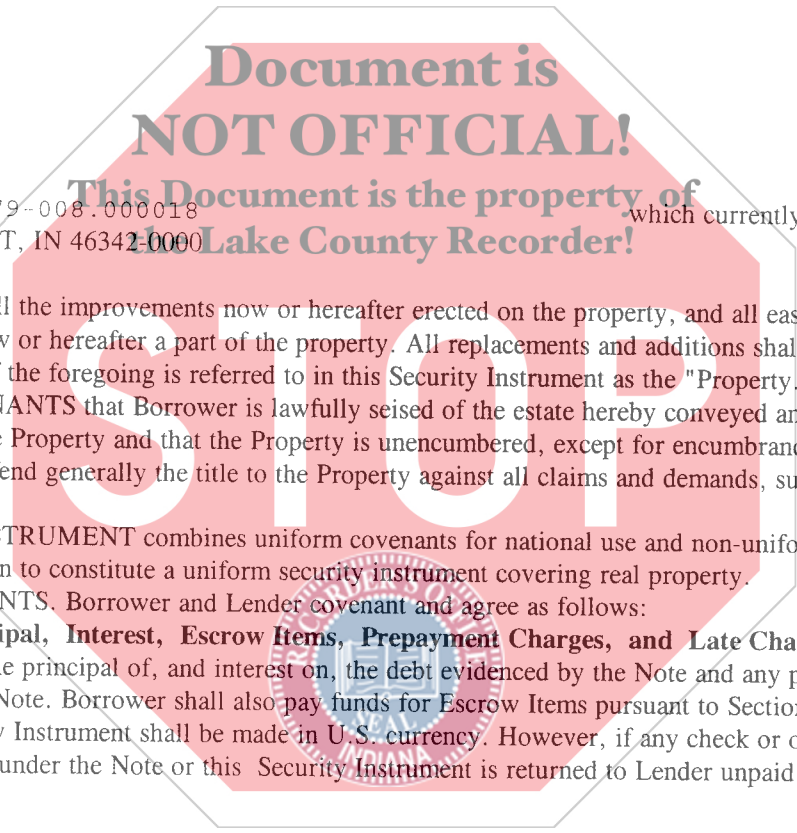 Document is
NOT OFFICIAL!
This Document is the property of
the Lake County Recorder!
9-008.000018 which currently
T, IN 46342-0000
STOP
the improvements now or hereafter erected on the property, and all eas
or hereafter a part of the property. All replacements and additions shal
the foregoing is referred to in this Security Instrument as the "Property.
NANTS that Borrower is lawfully seised of the estate hereby conveyed an
Property and that the Property is unencumbered, except for encumbranc
end generally the title to the Property against all claims and demands, su
STRUMENT combines uniform covenants for national use and non-unifo
n to constitute a uniform security instrument covering real property.
NTS. Borrower and Lender covenant and agree as follows:
ipal, Interest, Escrow Items, Prepayment Charges, and Late Cha
e principal of, and interest on, the debt evidenced by the Note and any p
Note. Borrower shall also pay funds for Escrow Items pursuant to Section
y Instrument shall be made in U.S. currency. However, if any check or o
under the Note or this Security Instrument is returned to Lender unpaid
RECORDER'S OFFICE
SEAL
INDIANA